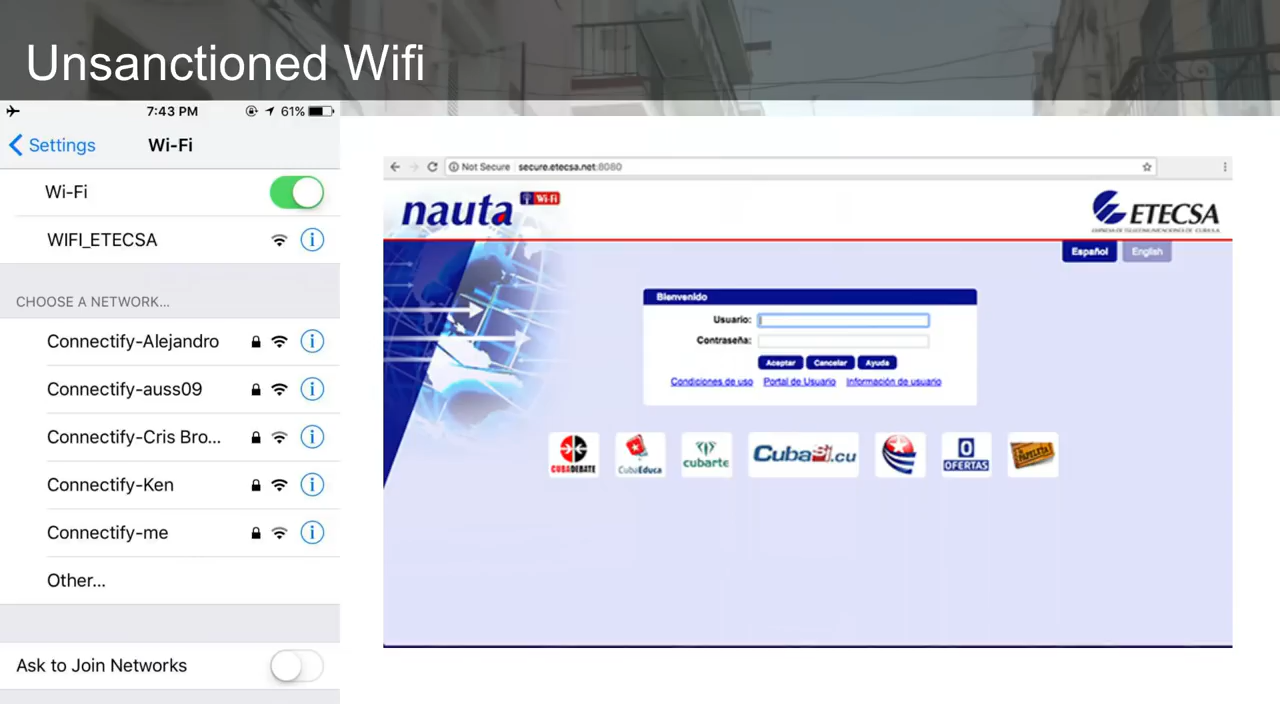 Unsanctioned Wifi
7:43 PM
61%
Settings
Wi-Fi
Wi-Fi
WIFI_ETECSA
CHOOSE A NETWORK...
Connectify-Alejandro
Connectify-auss09
Connectify-Cris Bro...
Connectify-Ken
Connectify-me
Other...
Ask to Join Networks
Not Secure
secure.etecsa.net:8080
nauta
Wi-Fi
ETECSA
Español
English
Bienvenido
Usuario:
Contraseña:
Aceptar
Cancelar
Ayuda
Condiciones de uso
Portal de Usuario
Información de usuario
CUBADEBATE
CubaEduca
cubarte
CubaSi.cu
OFERTAS
PAPELETA